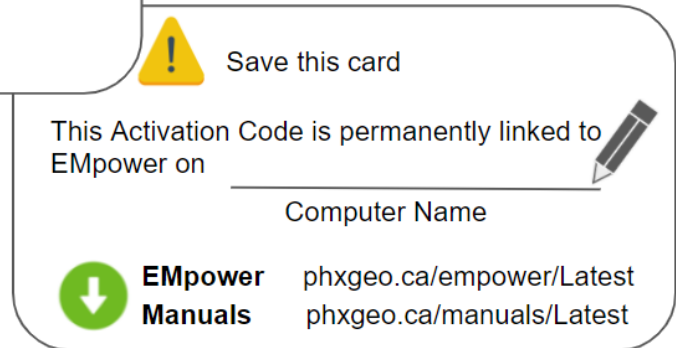 Save this card
This Activation Code is permanently linked to
EMpower on
Computer Name
EMpower phxgeo.ca/empower/Latest
Manuals phxgeo.ca/manuals/Latest